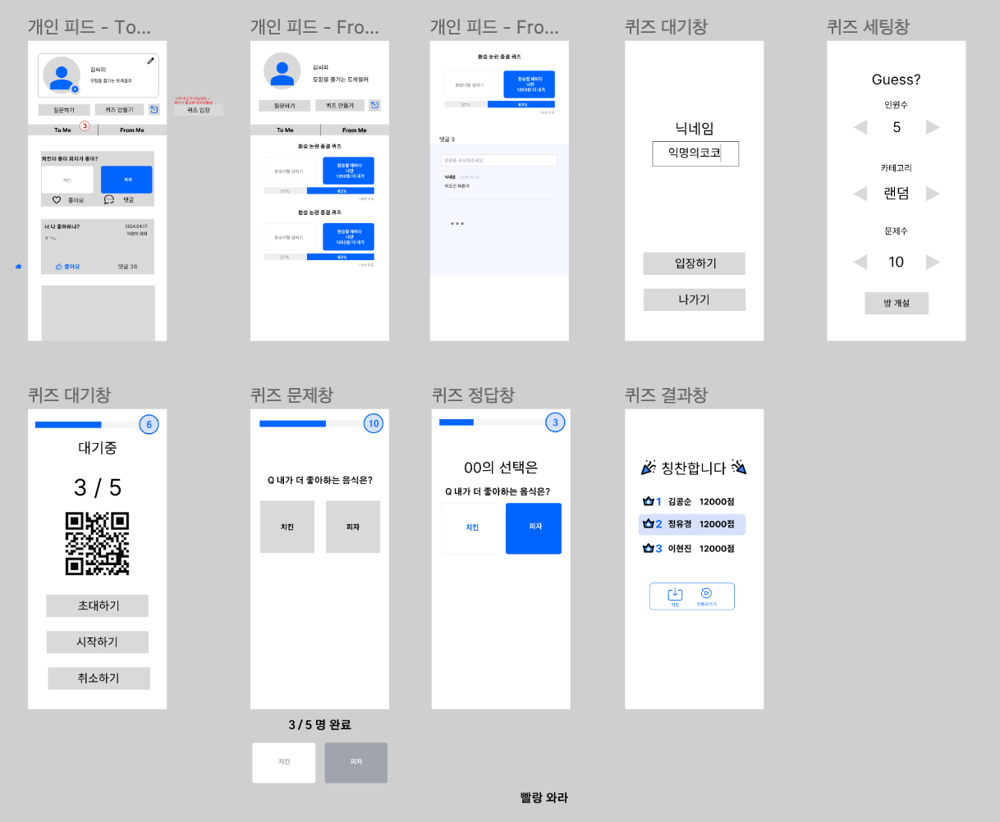 개인 피드 - To...
김싸피
모험을 즐기는 트레블러
질문하기
퀴즈 만들기
퀴즈 입장
To Me
3
From Me
치킨이 좋아 피자가 좋아?
치킨
피자
좋아요
댓글
너 나 좋아하냐?
2024.04.17.
ㅈㄱㄴ
좋아요
댓글 36
개인 피드 - Fro...
김싸피
모험을 즐기는 트레블러
질문하기
퀴즈 만들기
To Me
From Me
환승 논란 종결 퀴즈
환승이별 당하기
환승할 때마다
나만
1250원 더 내기
37%
63%
환승 논란 종결 퀴즈
환승이별 당하기
환승할 때마다
나만
1250원 더 내기
37%
63%
개인 피드 - Fro...
환승 논란 종결 퀴즈
환승이별 당하기
환승할 때마다
나만
1250원 더 내기
37%
63%
댓글 3
댓글을 작성해주세요
닉네임
무조건 파혼각
퀴즈 대기창
닉네임
익명의코코
입장하기
나가기
퀴즈 세팅창
Guess?
인원수
5
카테고리
랜덤
문제수
10
방 개설
퀴즈 대기창
6
대기중
3 / 5
초대하기
시작하기
취소하기
퀴즈 문제창
10
Q 내가 더 좋아하는 음식은?
치킨
피자
3 / 5 명 완료
치킨
피자
퀴즈 정답창
3
00의 선택은
Q 내가 더 좋아하는 음식은?
치킨
피자
퀴즈 결과창
칭찬합니다
1 김콩순 12000점
2 정유경 12000점
3 이현진 12000점
저장
만들러가기
빨랑 와라